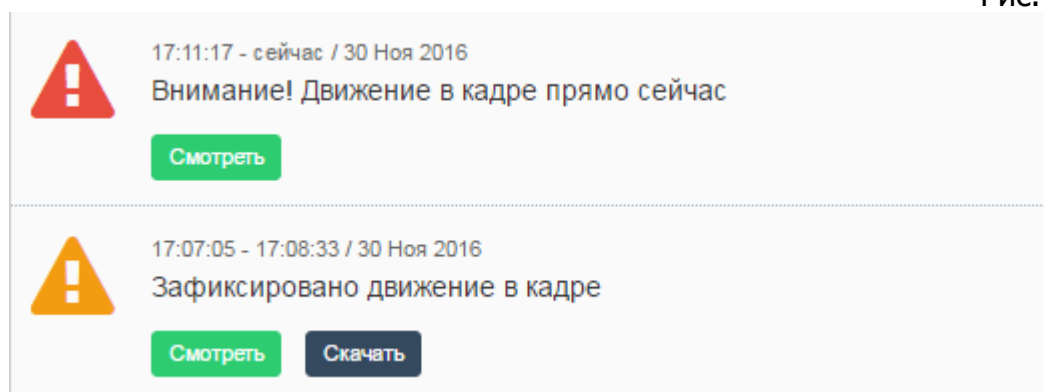 17:11:17 - сейчас / 30 Ноя 2016
Внимание! Движение в кадре прямо сейчас
Смотреть
17:07:05 - 17:08:33 / 30 Ноя 2016
Зафиксировано движение в кадре
Смотреть Скачать